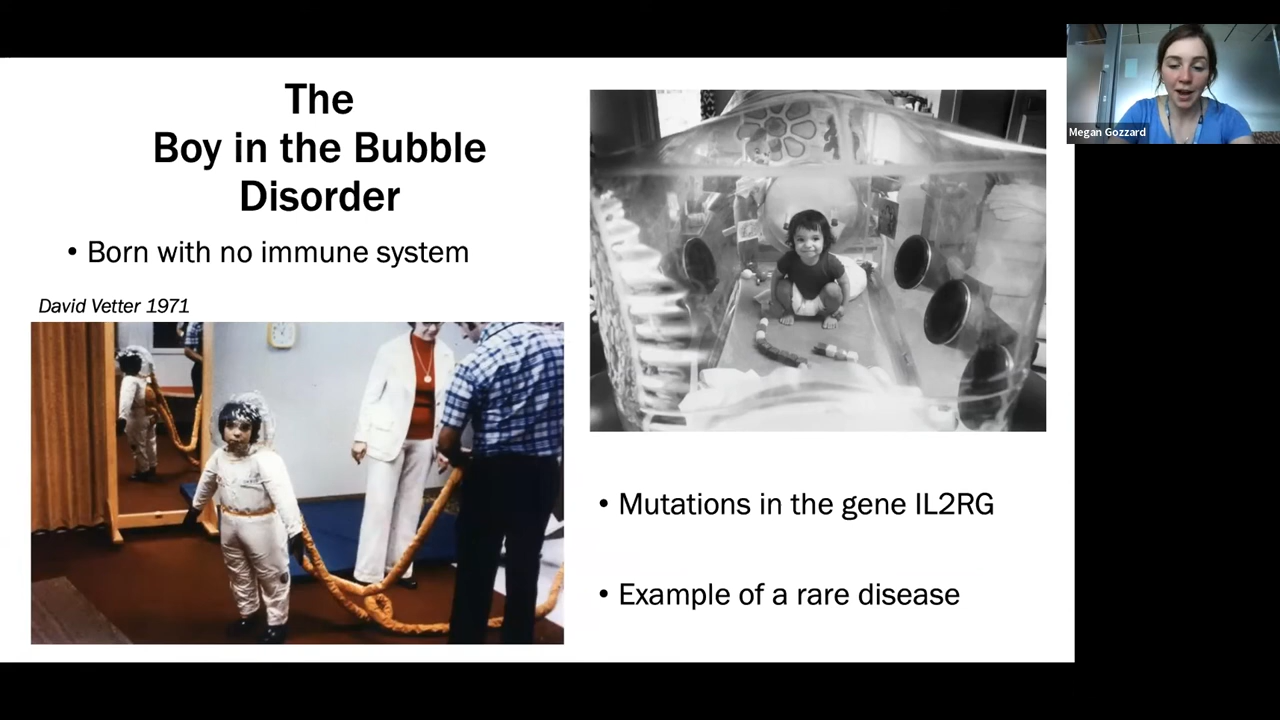 The
Boy in the Bubble
Disorder
• Born with no immune system
David Vetter 1971
• Mutations in the gene IL2RG
• Example of a rare disease
Megan Gozzard